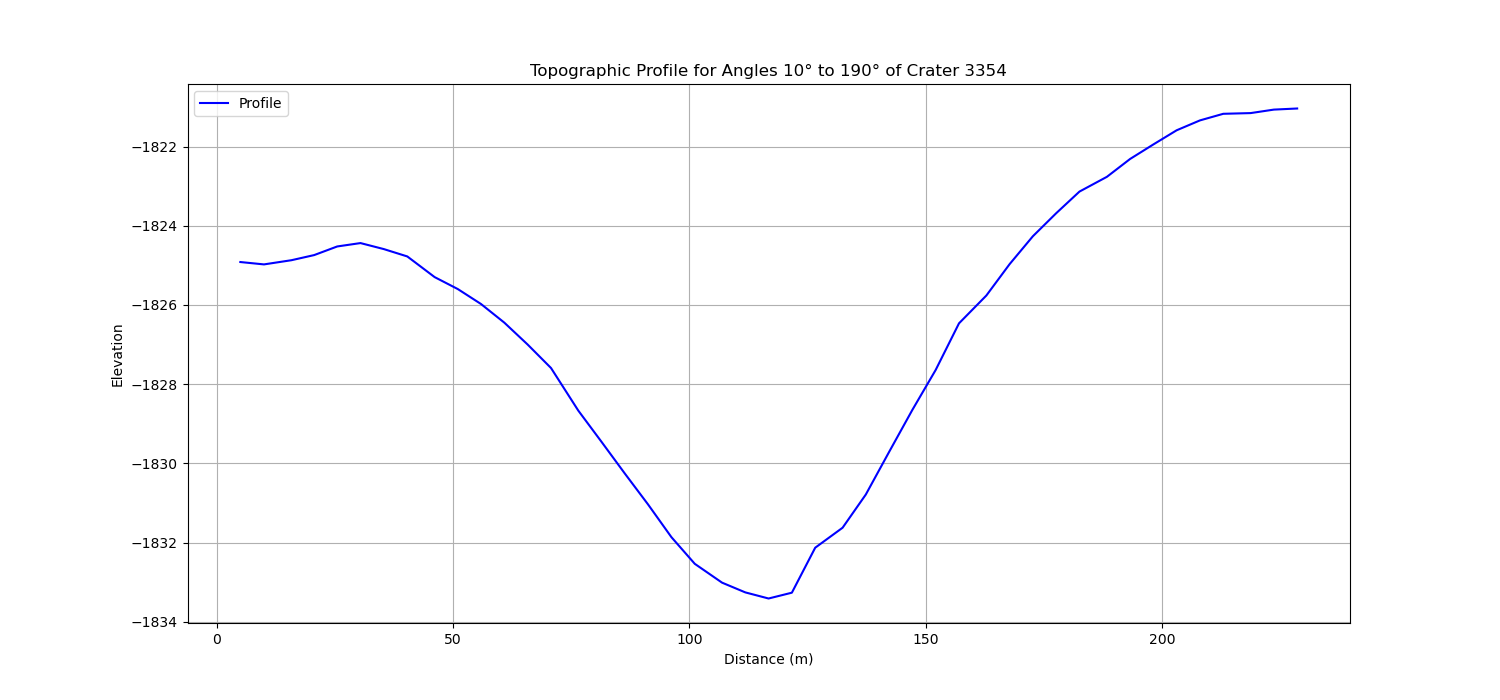 Topographic Profile for Angles 10° to 190° of Crater 3354
Profile
−1822
−1824
−1826
−1828
−1830
−1832
−1834
Elevation
0 50 100 150 200
Distance (m)